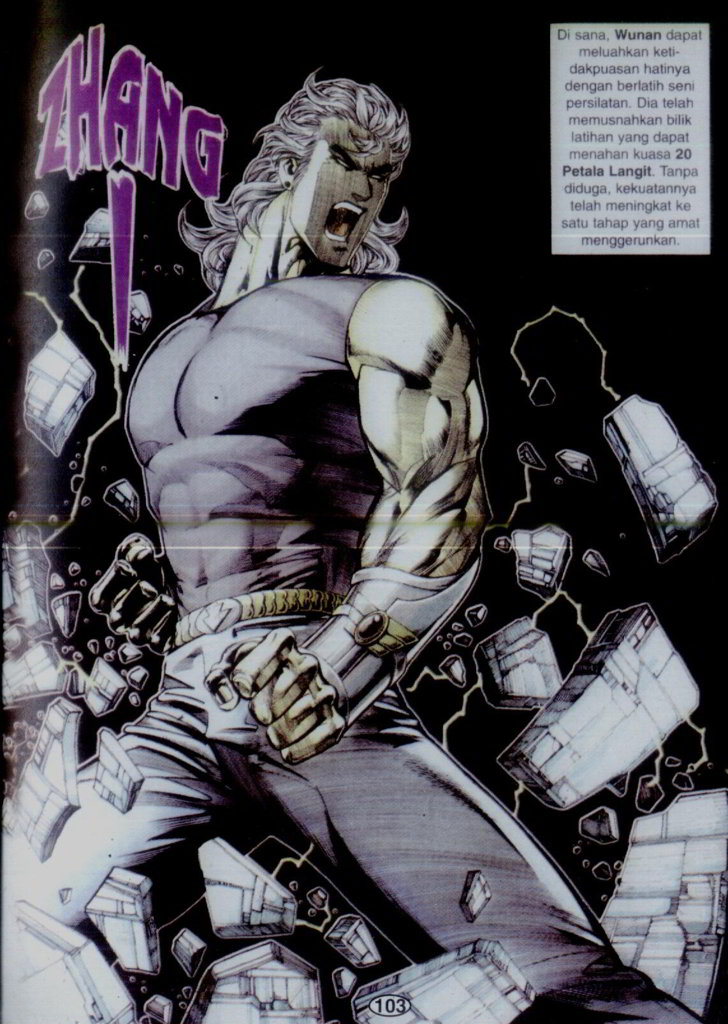 ZHANG
!
Di sana, Wunan dapat
meluahkan keti-
dakpuasan hatinya
dengan berlatih seni
persilatan. Dia telah
memusnahkan bilik
latihan yang dapat
menahan kuasa 20
Petala Langit. Tanpa
diduga, kekuatannya
telah meningkat ke
satu tahap yang amat
menggerunkan.
103